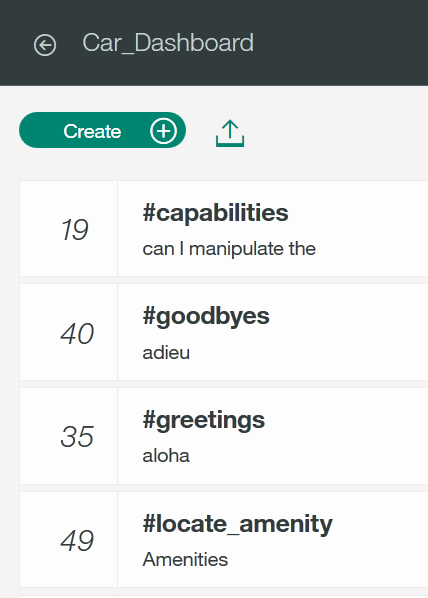 Car_Dashboard
Create
19
#capabilities
can I manipulate the
40
#goodbyes
adieu
35
#greetings
aloha
49
#locate_amenity
Amenities